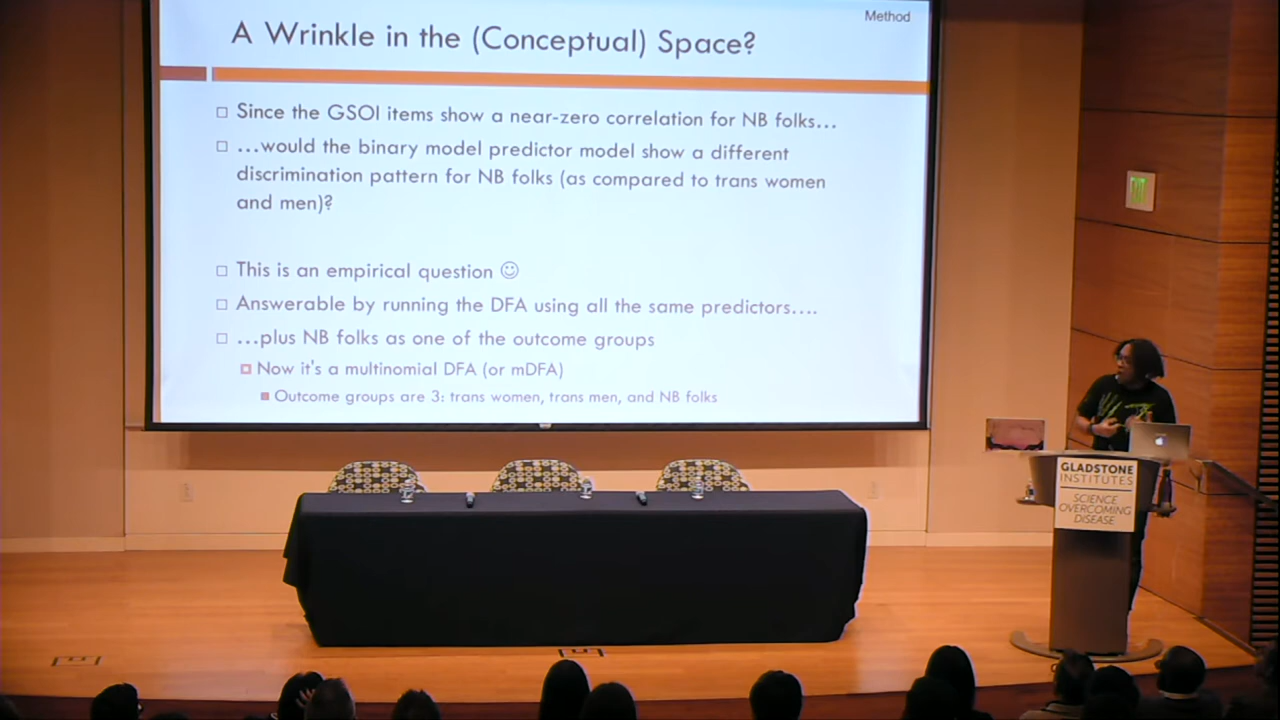 Method
A Wrinkle in the (Conceptual) Space?
Since the GSOI items show a near-zero correlation for NB folks...
...would the binary model predictor model show a different
discrimination pattern for NB folks (as compared to trans women
and men)?
This is an empirical question ☺
Answerable by running the DFA using all the same predictors....
...plus NB folks as one of the outcome groups
Now it's a multinomial DFA (or mDFA)
Outcome groups are 3: trans women, trans men, and NB folks
GLADSTONE
INSTITUTES
SCIENCE
OVERCOMING
DISEASE